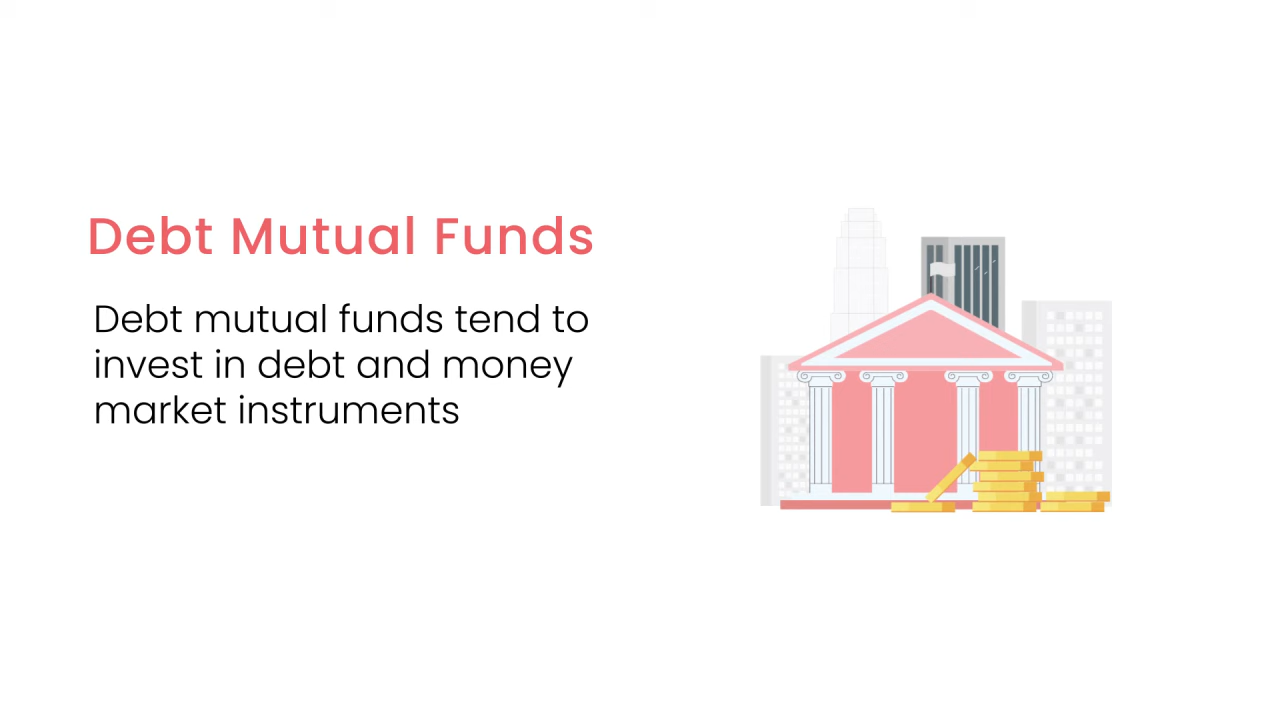 Debt Mutual Funds
Debt mutual funds tend to
invest in debt and money
market instruments